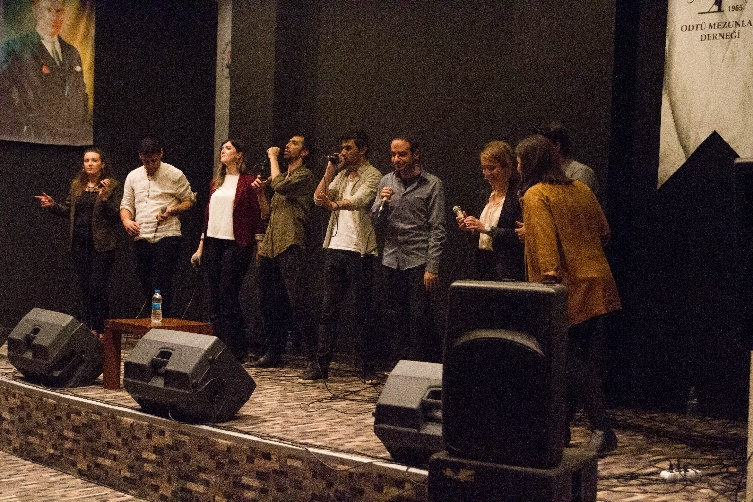 1985
ODTÜ MEZUNLA
DERNEĞİ